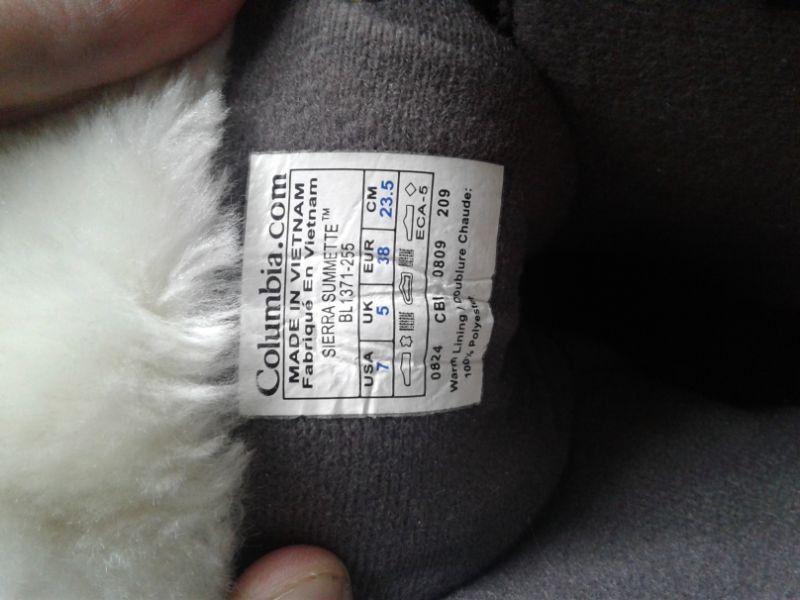 Columbia.com
MADE IN VIETNAM
Fabriqué En Vietnam
SIERRA SUMMETTE™
BL1371-255
USA UK EUR CM
7 5 38 23.5
ECA-5
0824 CBI 0809 209
Warm Lining / Doublure Chaude:
100% Polyester